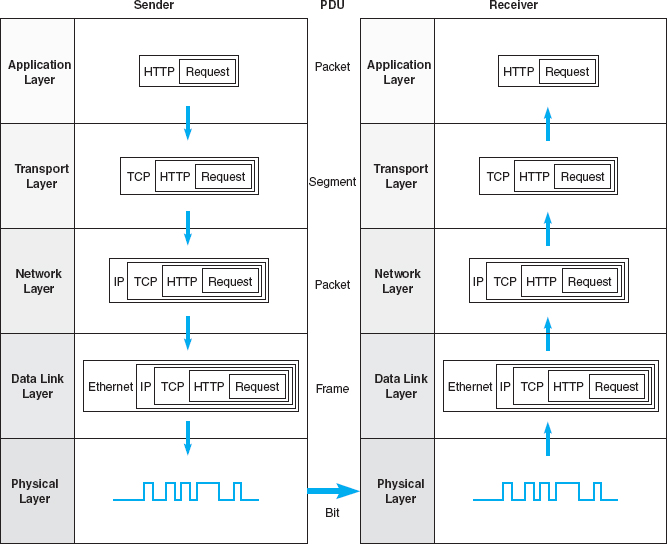 Sender PDU Receiver
Application
Layer
HTTP Request
Packet
Application
Layer
HTTP Request
Transport
Layer
TCP HTTP Request
Segment
Transport
Layer
TCP HTTP Request
Network
Layer
IP TCP HTTP Request
Packet
Network
Layer
IP TCP HTTP Request
Data Link
Layer
Ethernet IP TCP HTTP Request
Frame
Data Link
Layer
Ethernet IP TCP HTTP Request
Physical
Layer
Bit
Physical
Layer